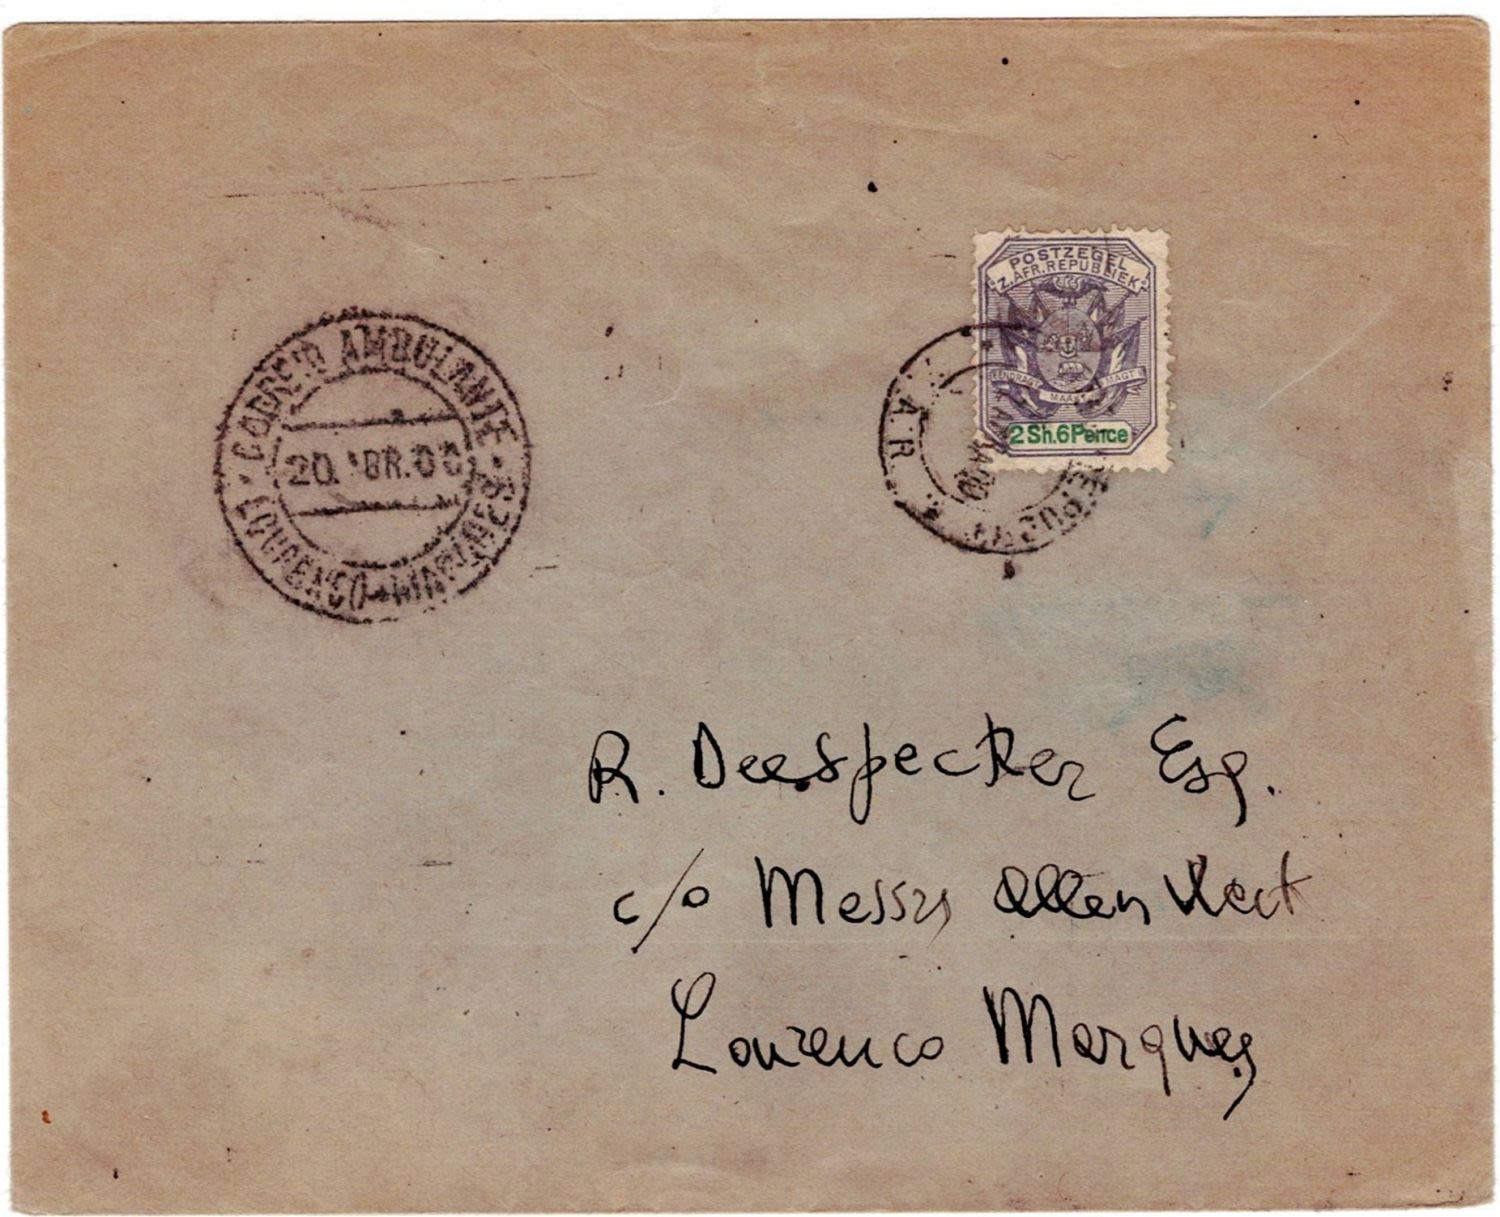 POSTZEGEL
Z. AFR. REPUBLIEK
EENDRAGT MAAKT MAGT
2 Sh. 6 Pence
CORREIO AMBULANTE
20. ABR. 00
LOURENÇO-MARQUES
Z.A.R.
R. Deespecker Esq.
c/o Messrs Allen
Lourenco Marques